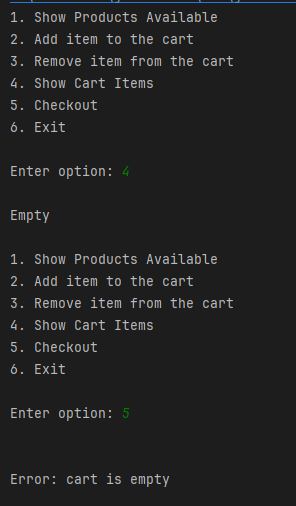 1. Show Products Available
2. Add item to the cart
3. Remove item from the cart
4. Show Cart Items
5. Checkout
6. Exit
Enter option: 4
Empty
1. Show Products Available
2. Add item to the cart
3. Remove item from the cart
4. Show Cart Items
5. Checkout
6. Exit
Enter option: 5
Error: cart is empty